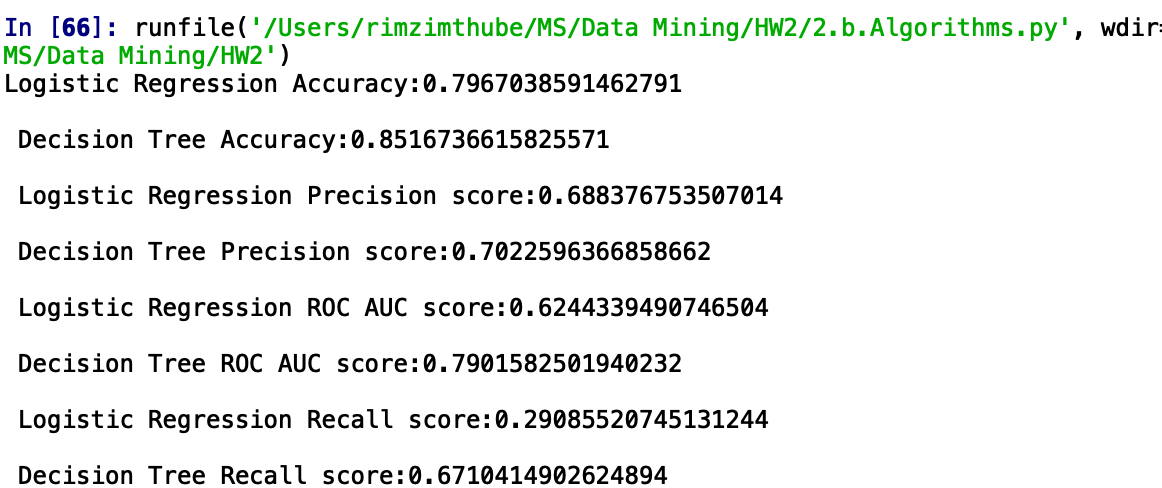 In [66]: runfile('/Users/rimzimthube/MS/Data Mining/HW2/2.b.Algorithms.py', wdir=
MS/Data Mining/HW2')
Logistic Regression Accuracy:0.7967038591462791
Decision Tree Accuracy:0.8516736615825571
Logistic Regression Precision score:0.688376753507014
Decision Tree Precision score:0.7022596366858662
Logistic Regression ROC AUC score:0.6244339490746504
Decision Tree ROC AUC score:0.7901582501940232
Logistic Regression Recall score:0.29085520745131244
Decision Tree Recall score:0.6710414902624894